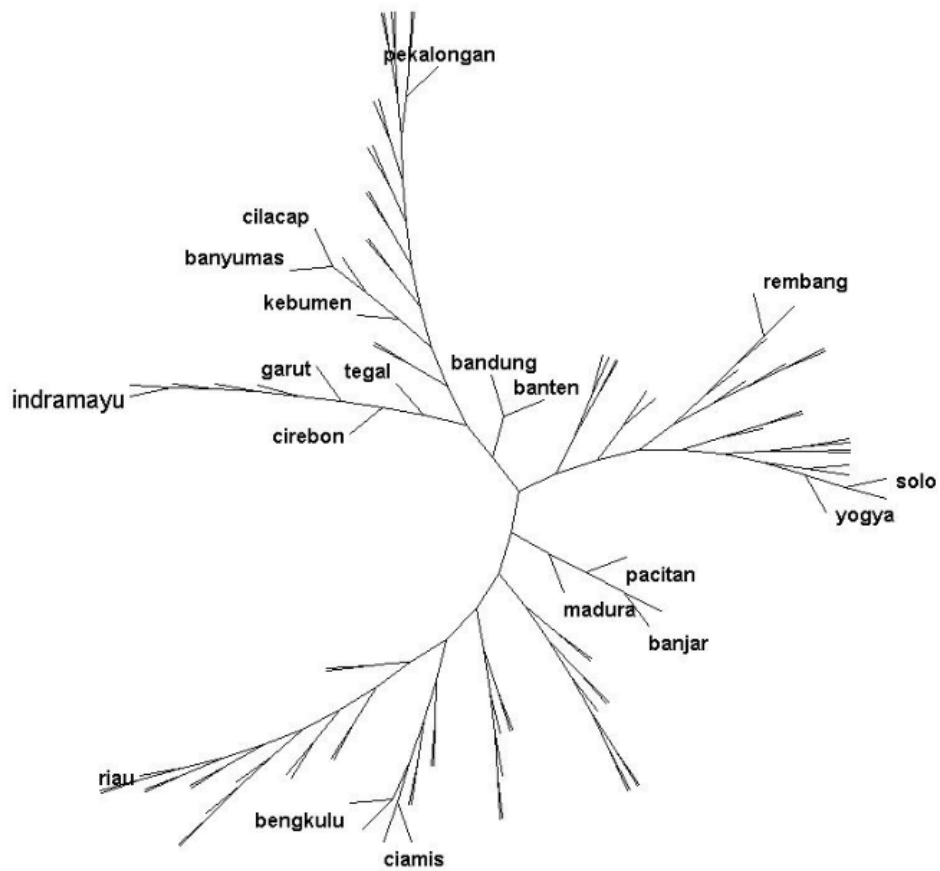 pekalongan
cilacap
banyumas
rembang
kebumen
garut
tegal
bandung
banten
indramayu
cirebon
solo
yogya
pacitan
madura
banjar
riau
bengkulu
ciamis